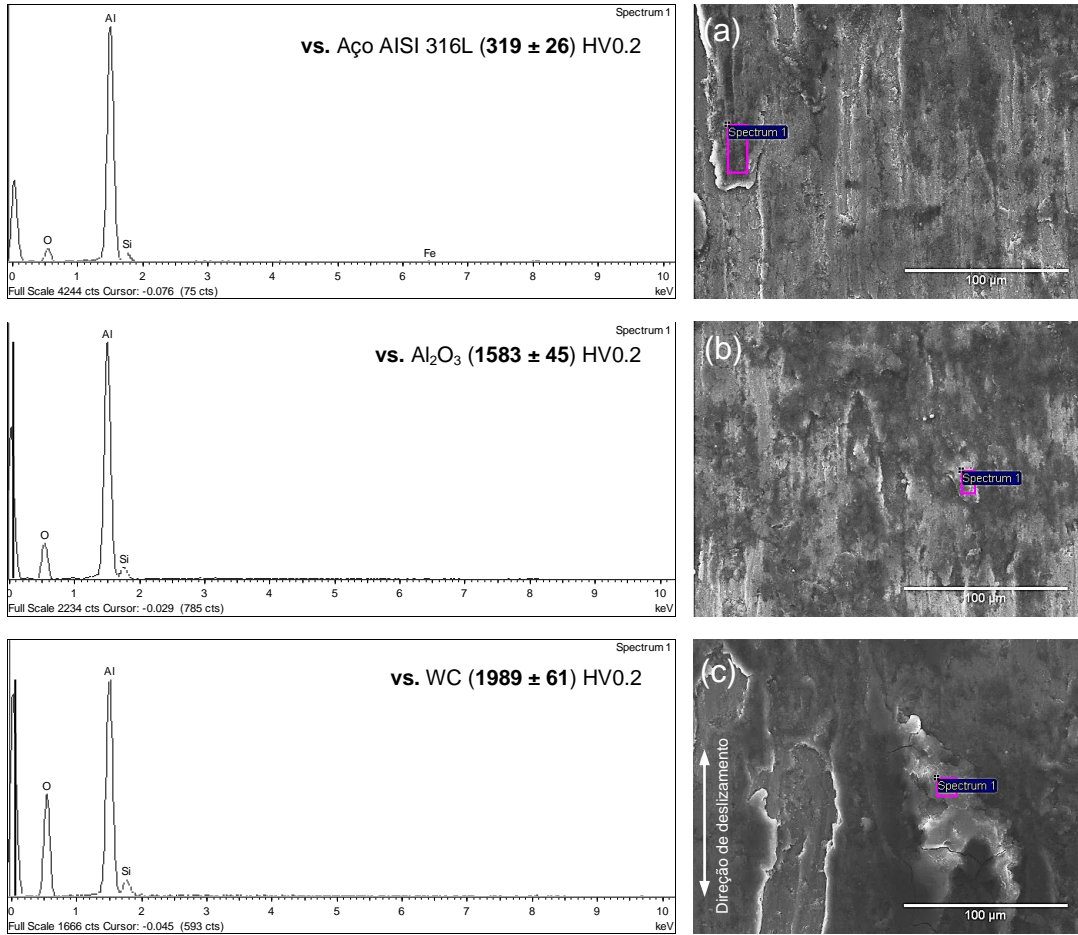 Spectrum 1
Al
vs. Aço AISI 316L (319 ± 26) HV0.2
O
Si
Fe
0 1 2 3 4 5 6 7 8 9 10
Full Scale 4244 cts Cursor: -0.076 (75 cts)
keV
(a)
Spectrum 1
100 µm
Spectrum 1
Al
vs. Al₂O₃ (1583 ± 45) HV0.2
O
Si
0 1 2 3 4 5 6 7 8 9 10
Full Scale 2234 cts Cursor: -0.029 (785 cts)
keV
(b)
Spectrum 1
100 µm
Spectrum 1
Al
vs. WC (1989 ± 61) HV0.2
O
Si
0 1 2 3 4 5 6 7 8 9 10
Full Scale 1666 cts Cursor: -0.045 (593 cts)
keV
(c)
Direção de deslizamento
Spectrum 1
100 µm